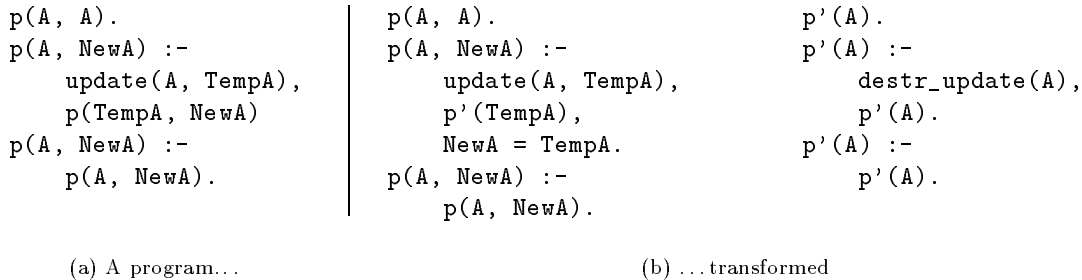 p(A, A).
p(A, NewA) :-
update(A, TempA),
p(TempA, NewA)
p(A, NewA) :-
p(A, NewA).
p(A, A).
p(A, NewA) :-
update(A, TempA),
p'(TempA),
NewA = TempA.
p(A, NewA) :-
p(A, NewA).
p'(A).
p'(A) :-
destr_update(A),
p'(A).
p'(A) :-
p'(A).
(a) A program...
(b) ...transformed